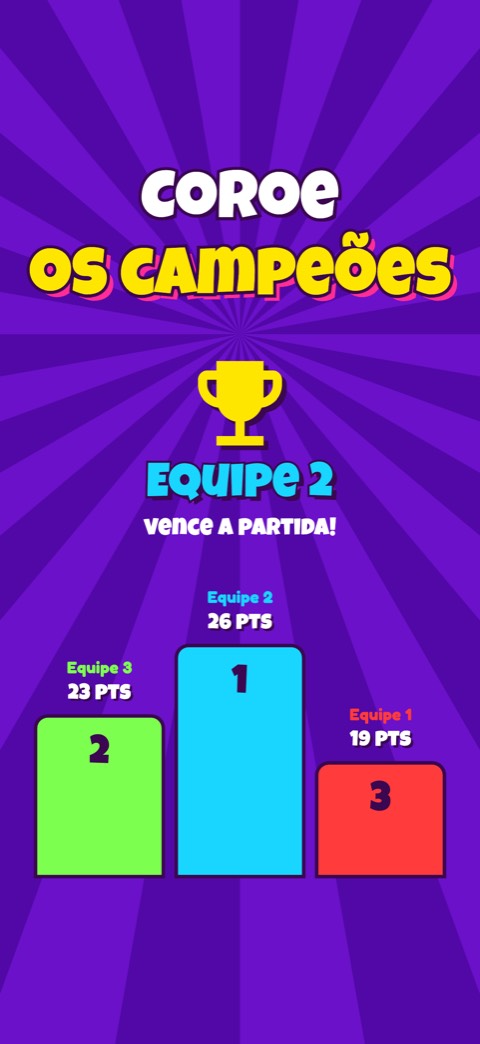 COROE
OS CAMPEÕES
EQUIPE 2
VENCE A PARTIDA!
Equipe 2
26 PTS
1
Equipe 3
23 PTS
2
Equipe 1
19 PTS
3